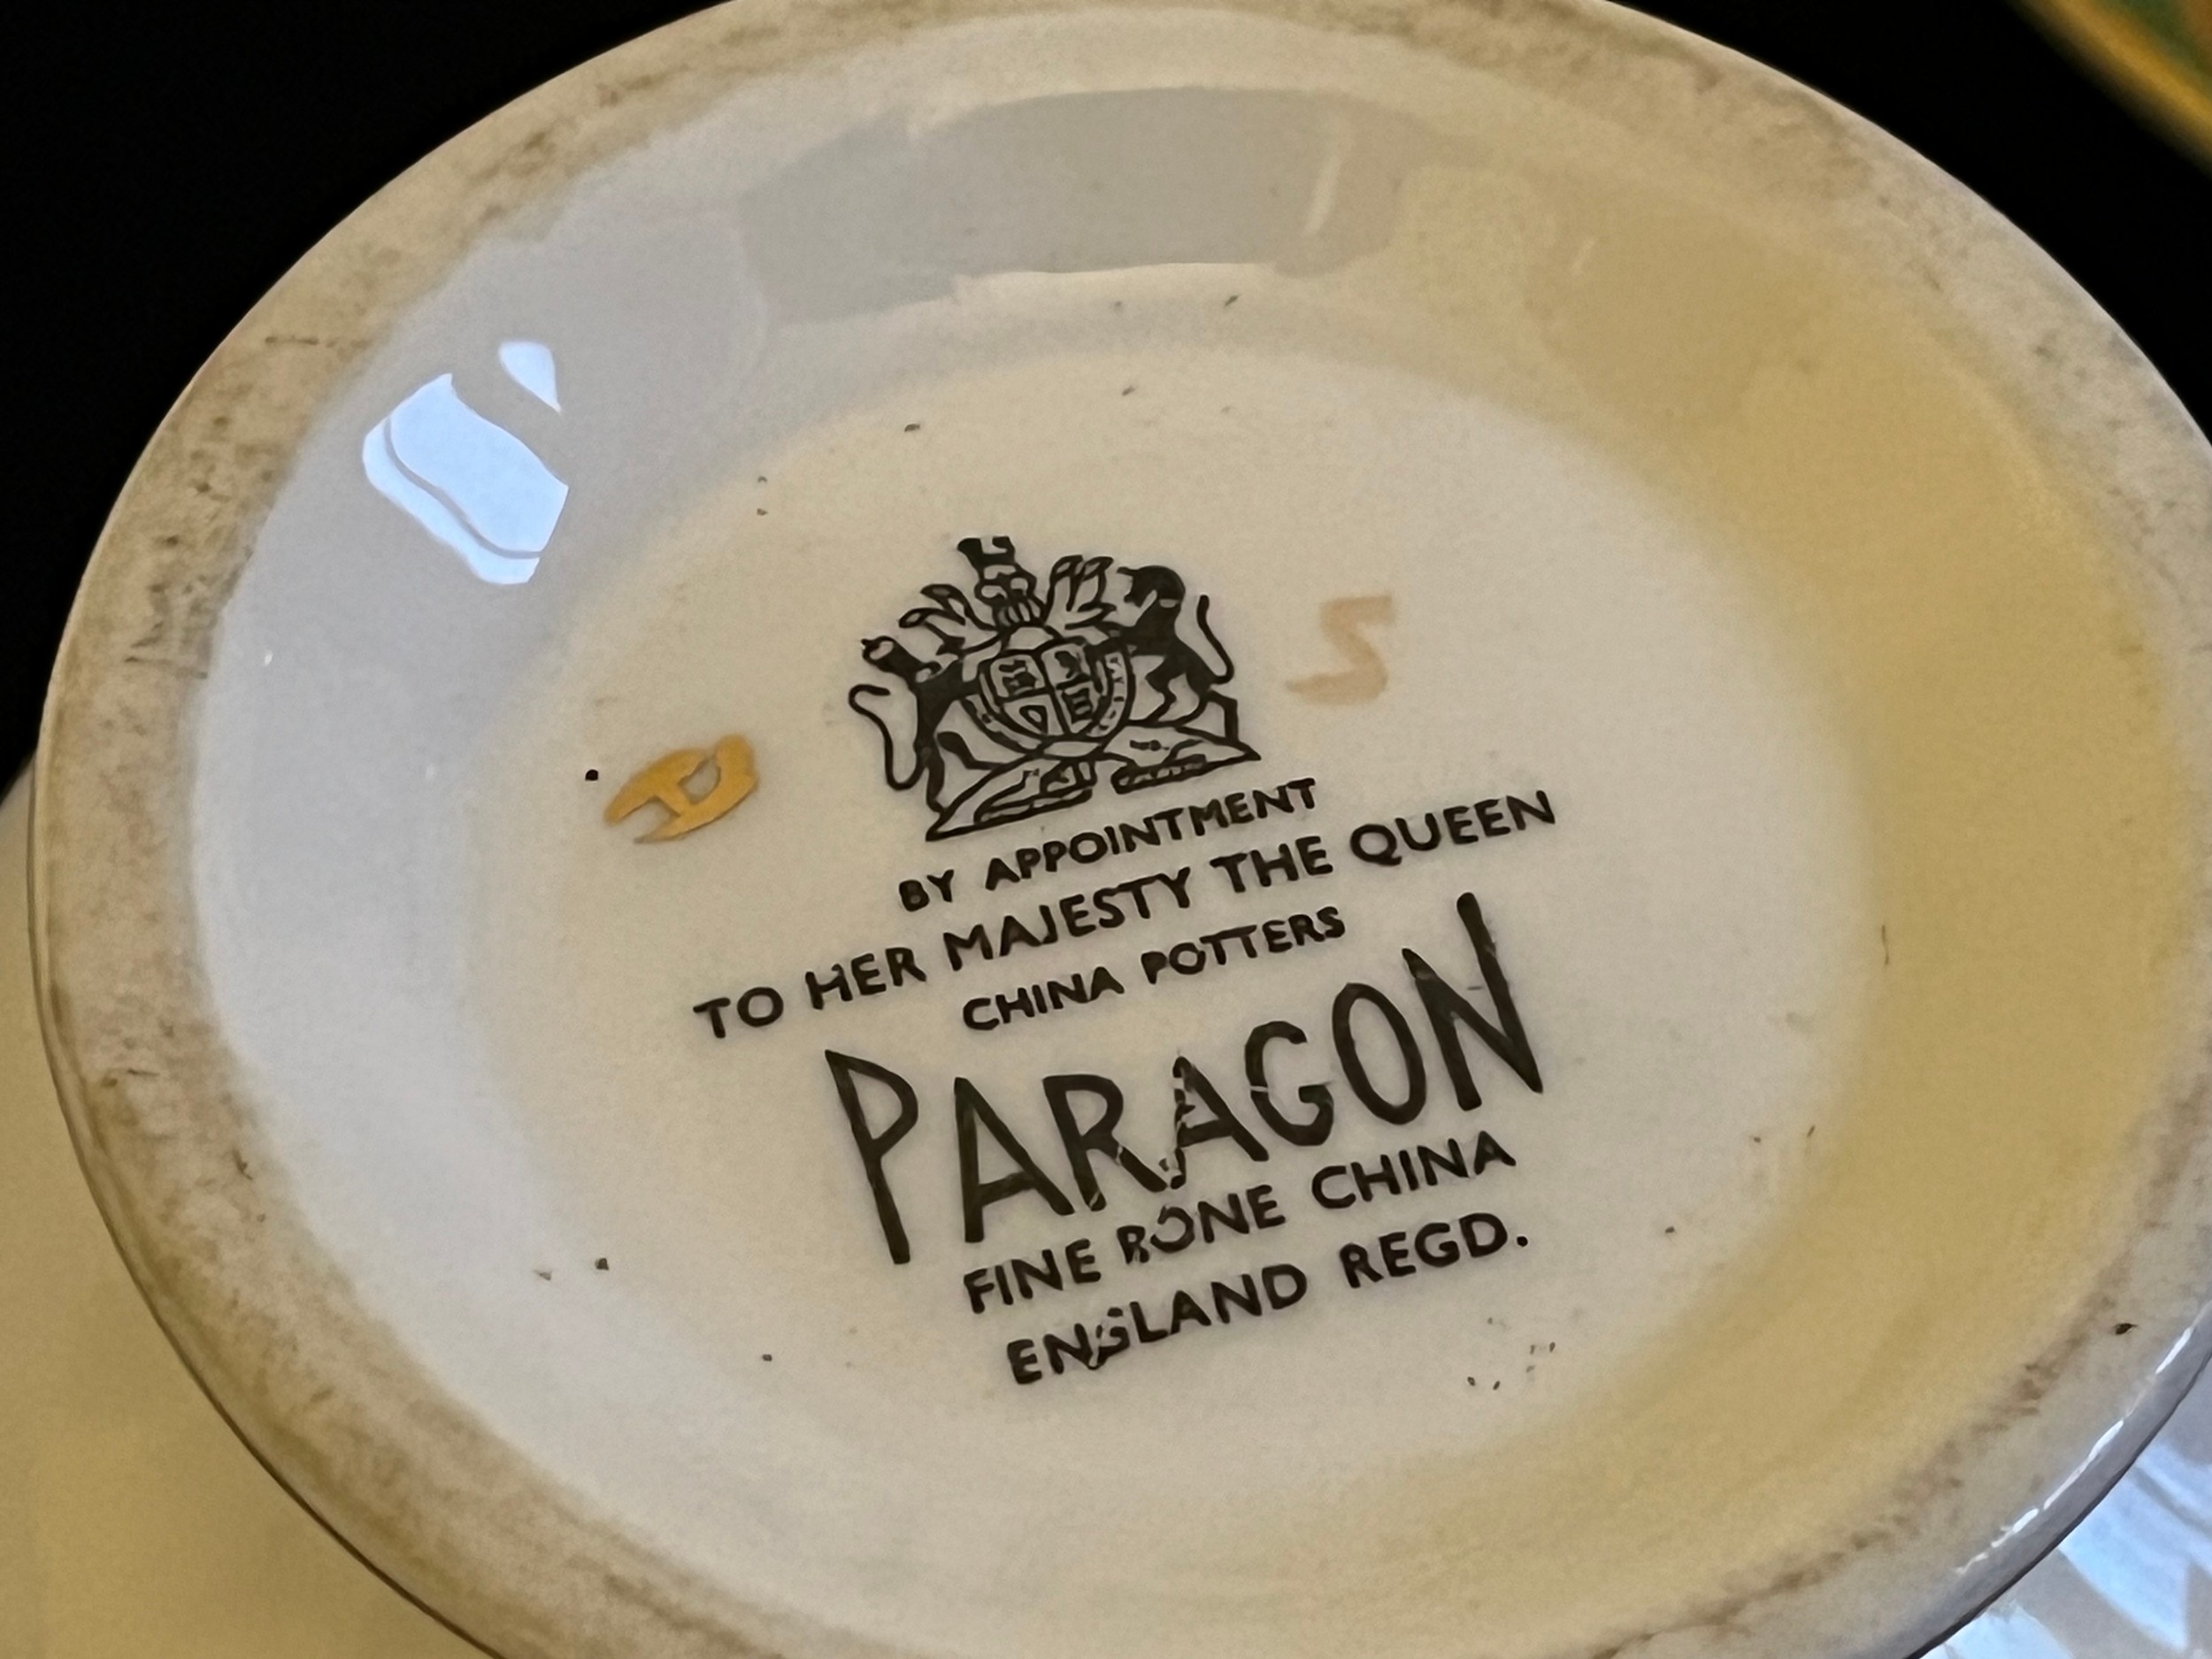 BY APPOINTMENT
TO HER MAJESTY THE QUEEN
CHINA POTTERS
PARAGON
FINE BONE CHINA
ENGLAND REGD.